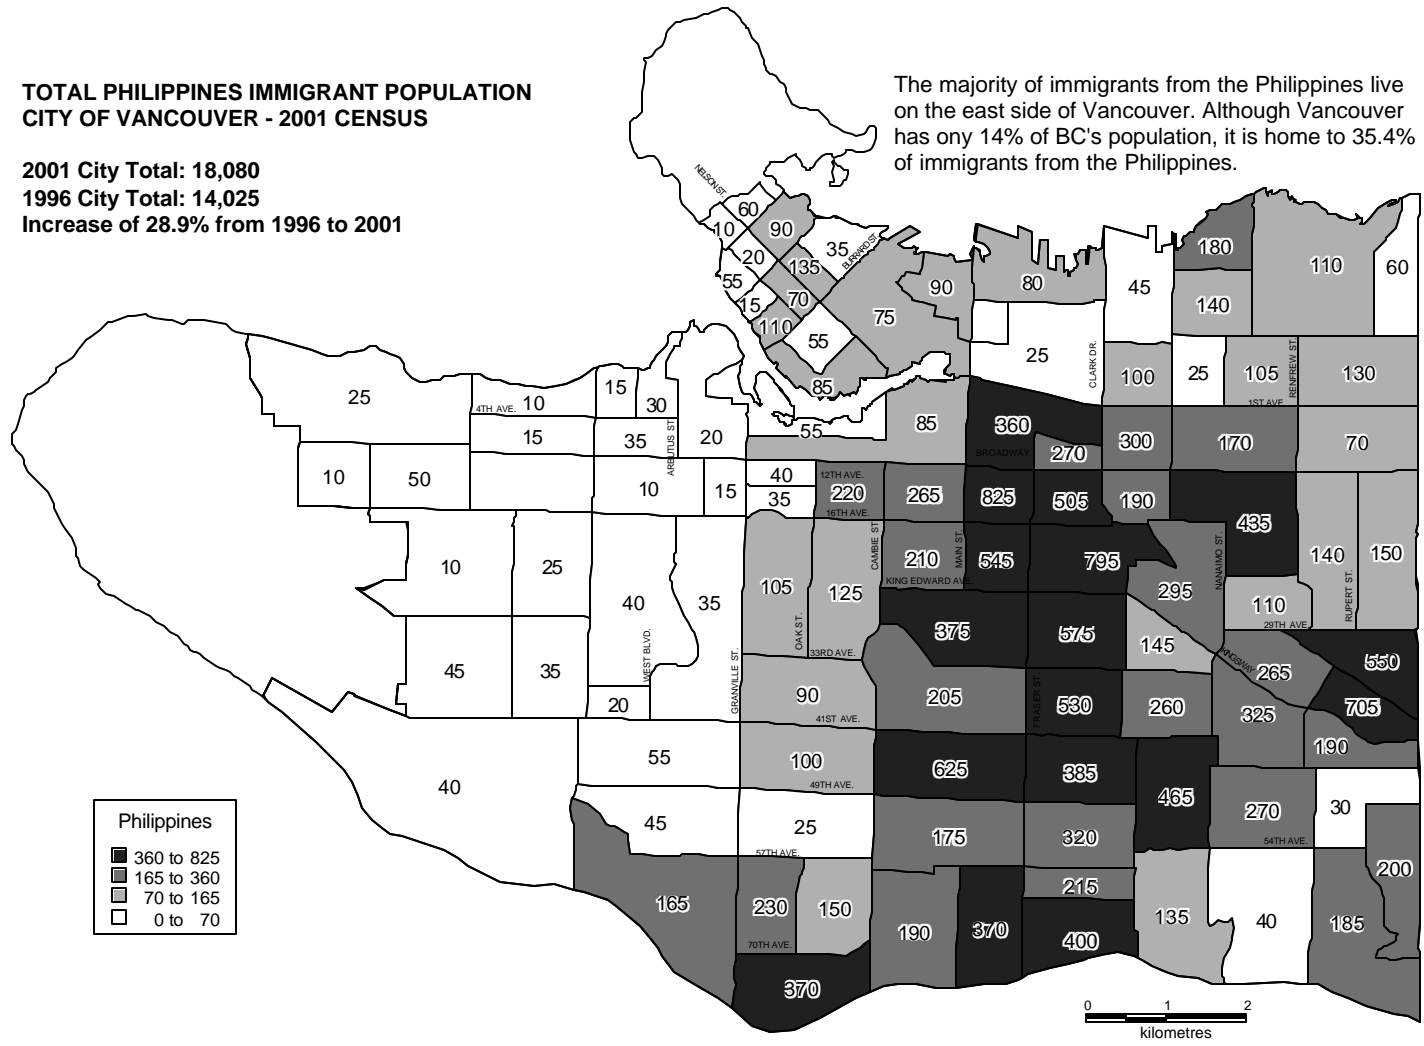 TOTAL PHILIPPINES IMMIGRANT POPULATION
CITY OF VANCOUVER - 2001 CENSUS
2001 City Total: 18,080
1996 City Total: 14,025
Increase of 28.9% from 1996 to 2001
The majority of immigrants from the Philippines live
on the east side of Vancouver. Although Vancouver
has ony 14% of BC's population, it is home to 35.4%
of immigrants from the Philippines.
NELSON ST.
60
10
90
35
BURRARD ST.
20
135
55
15
70
110
55
75
85
90
80
45
180
110
60
140
25
CLARK DR.
100
25
105
RENFREW ST.
130
1ST AVE.
25
4TH AVE.
10
15
30
15
35
ARBUTUS ST.
20
55
85
360
BROADWAY
270
300
170
70
10
50
10
15
40
35
12TH AVE.
220
16TH AVE.
265
825
505
190
435
140
150
10
25
40
35
105
125
CAMBIE ST.
210
MAIN ST.
545
795
KING EDWARD AVE.
295
NANAIMO ST.
110
29TH AVE.
RUPERT ST.
OAK ST.
33RD AVE.
375
575
145
KINGSWAY
265
550
45
35
WEST BLVD.
20
GRANVILLE ST.
90
41ST AVE.
205
FRASER ST.
530
260
325
705
190
40
55
100
49TH AVE.
625
385
465
270
54TH AVE.
30
45
25
57TH AVE.
175
320
200
165
230
150
70TH AVE.
190
370
215
400
135
40
185
370
Philippines
360 to 825
165 to 360
70 to 165
0 to 70
0 1 2
kilometres